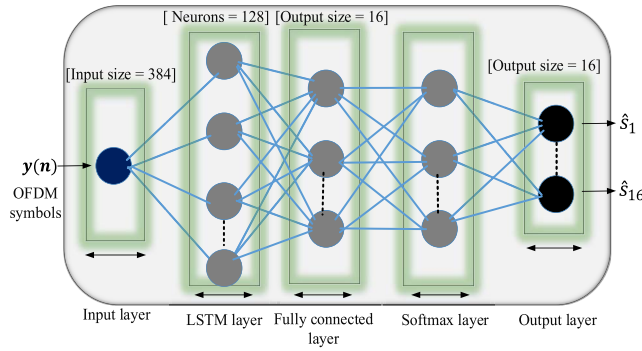 [ Neurons = 128]
[Output size = 16]
[Input size = 384]
[Output size = 16]
y(n)
OFDM
symbols
ŝ1
ŝ16
Input layer
LSTM layer
Fully connected
layer
Softmax layer
Output layer